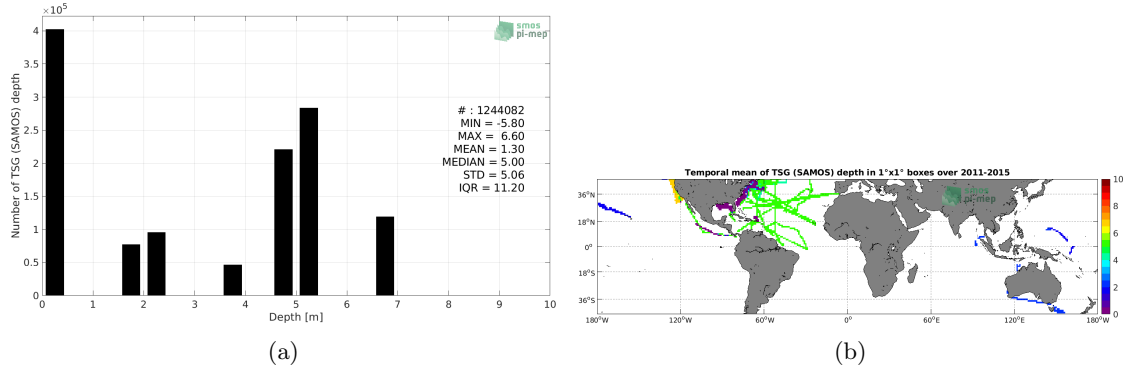 ×10⁵
4
3.5
3
2.5
2
1.5
1
0.5
0
Number of TSG (SAMOS) depth
smos
pi-mep
# : 1244082
MIN = -5.80
MAX = 6.60
MEAN = 1.30
MEDIAN = 5.00
STD = 5.06
IQR = 11.20
0 1 2 3 4 5 6 7 8 9 10
Depth [m]
(a)
Temporal mean of TSG (SAMOS) depth in 1°x1° boxes over 2011-2015
smos
pi-mep
36°N
18°N
0°
18°S
36°S
180°W 120°W 60°W 0° 60°E 120°E 180°W
10
8
6
4
2
0
(b)